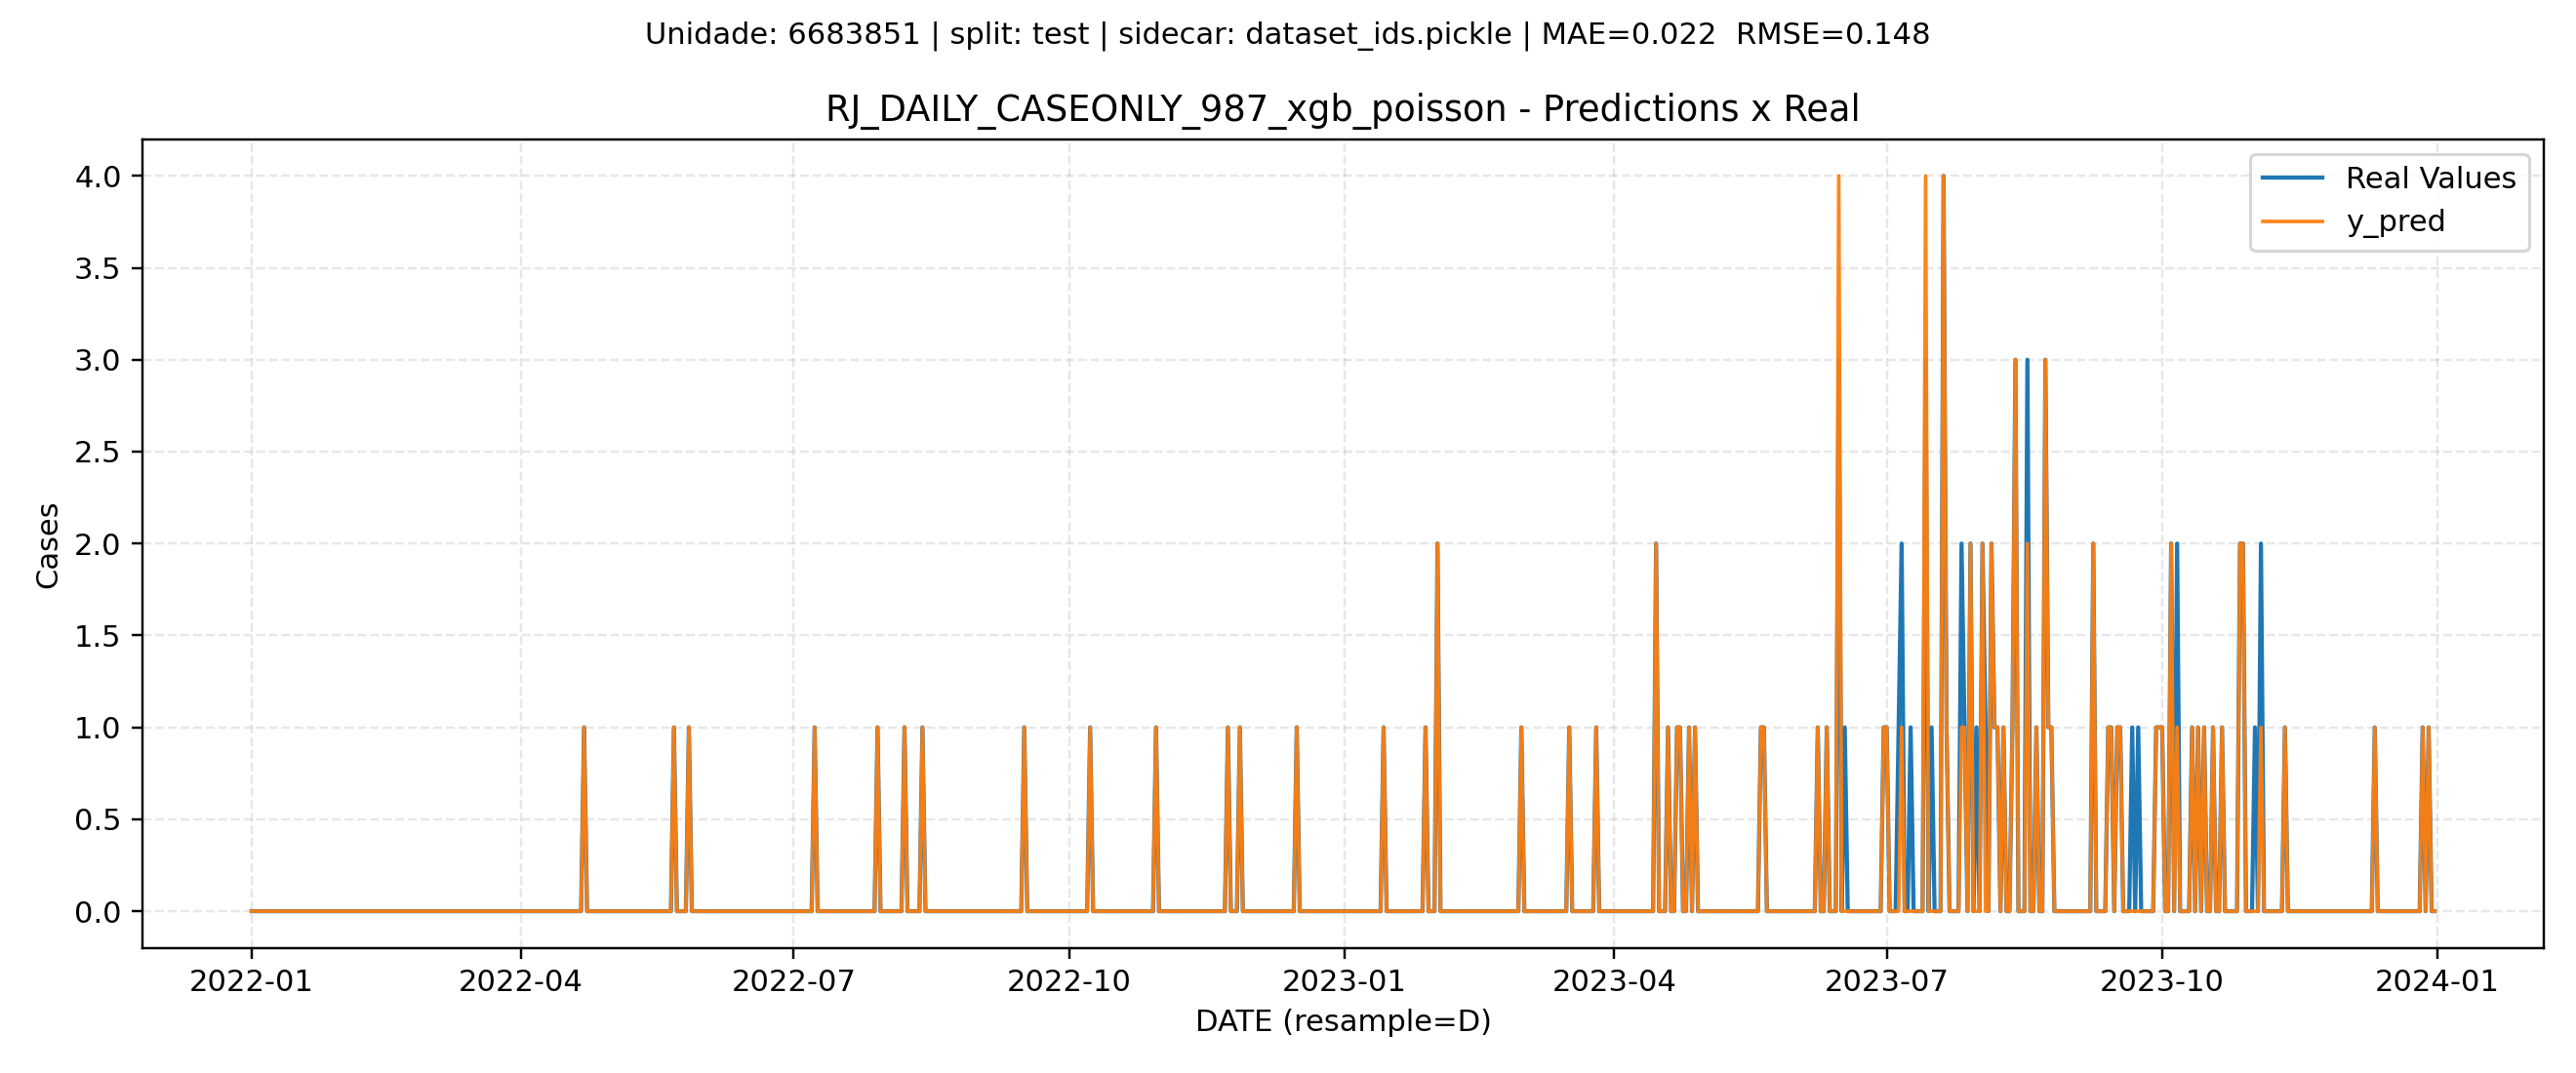 Unidade: 6683851 | split: test | sidecar: dataset_ids.pickle | MAE=0.022  RMSE=0.148
RJ_DAILY_CASEONLY_987_xgb_poisson - Predictions x Real
Real Values
y_pred
4.0
3.5
3.0
2.5
2.0
1.5
1.0
0.5
0.0
Cases
2022-01 2022-04 2022-07 2022-10 2023-01 2023-04 2023-07 2023-10 2024-01
DATE (resample=D)